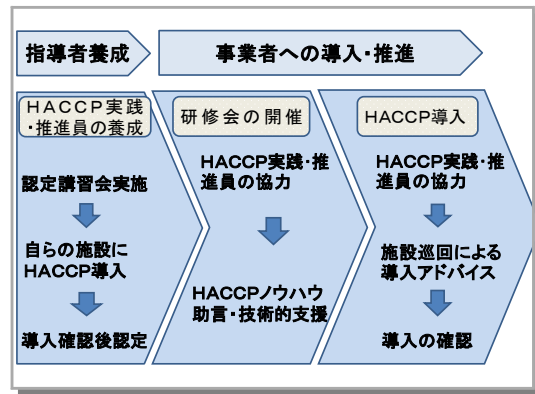 指導者養成
事業者への導入・推進
HACCP実践
・推進員の養成
認定講習会実施
自らの施設に
HACCP導入
導入確認後認定
研修会の開催
HACCP実践・推
進員の協力
HACCPノウハウ
助言・技術的支援
HACCP導入
HACCP実践・推
進員の協力
施設巡回による
導入アドバイス
導入の確認